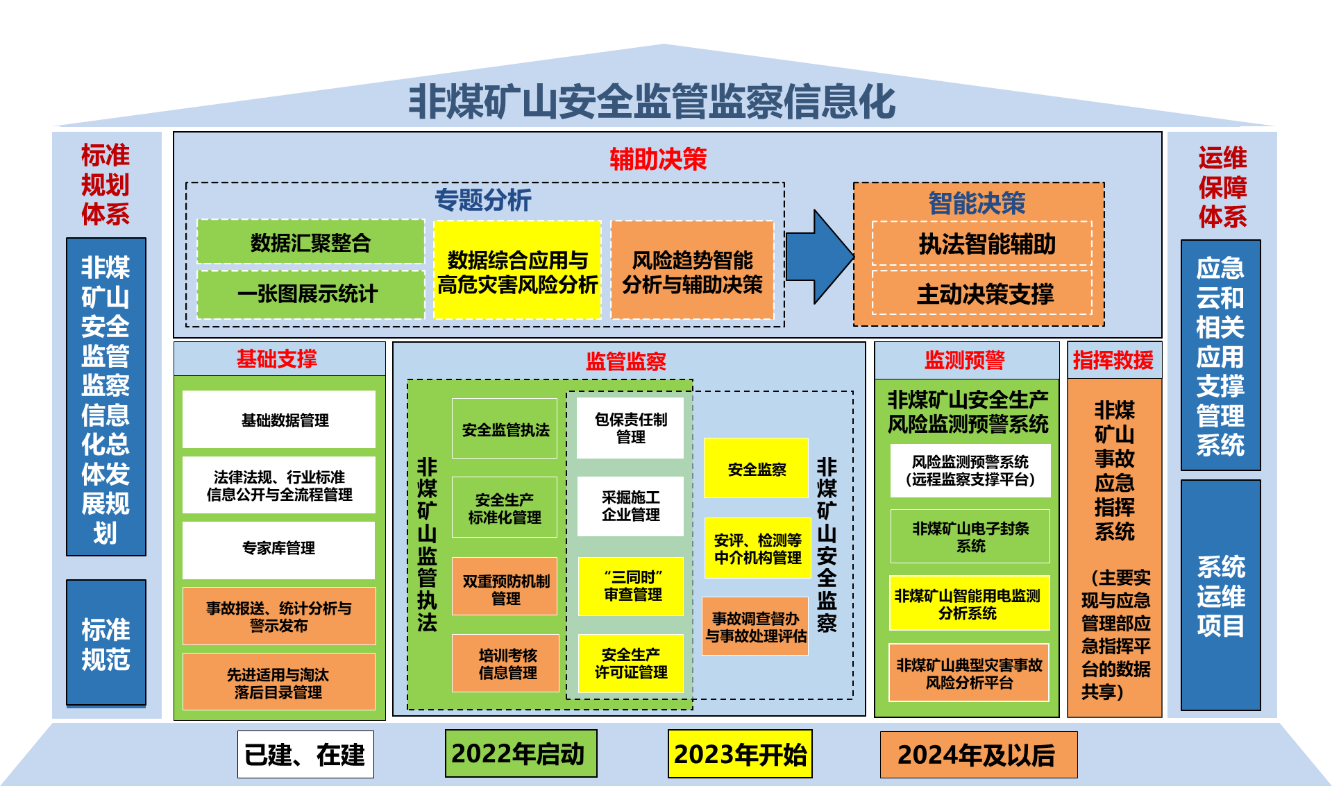 非煤矿山安全监管监察信息化
标准
规划
体系
非煤
矿山
安全
监管
监察
信息
化总
体发
展规
划
标准
规范
辅助决策
专题分析
数据汇聚整合
一张图展示统计
数据综合应用与
高危灾害风险分析
风险趋势智能
分析与辅助决策
智能决策
执法智能辅助
主动决策支撑
基础支撑
基础数据管理
法律法规、行业标准
信息公开与全流程管理
专家库管理
事故报送、统计分析与
警示发布
先进适用与淘汰
落后目录管理
监管监察
非煤矿山监管执法
安全监管执法
安全生产
标准化管理
双重预防机制
管理
培训考核
信息管理
包保责任制
管理
采掘施工
企业管理
“三同时”
审查管理
安全生产
许可证管理
安全监察
安评、检测等
中介机构管理
事故调查督办
与事故处理评估
非煤矿山安全监察
监测预警
非煤矿山安全生产
风险监测预警系统
风险监测预警系统
（远程监察支撑平台）
非煤矿山电子封条
系统
非煤矿山智能用电监测
分析系统
非煤矿山典型灾害事故
风险分析平台
指挥救援
非煤
矿山
事故
应急
指挥
系统
（主要实
现与应急
管理部应
急指挥平
台的数据
共享）
运维
保障
体系
应急
云和
相关
应用
支撑
管理
系统
系统
运维
项目
已建、在建
2022年启动
2023年开始
2024年及以后